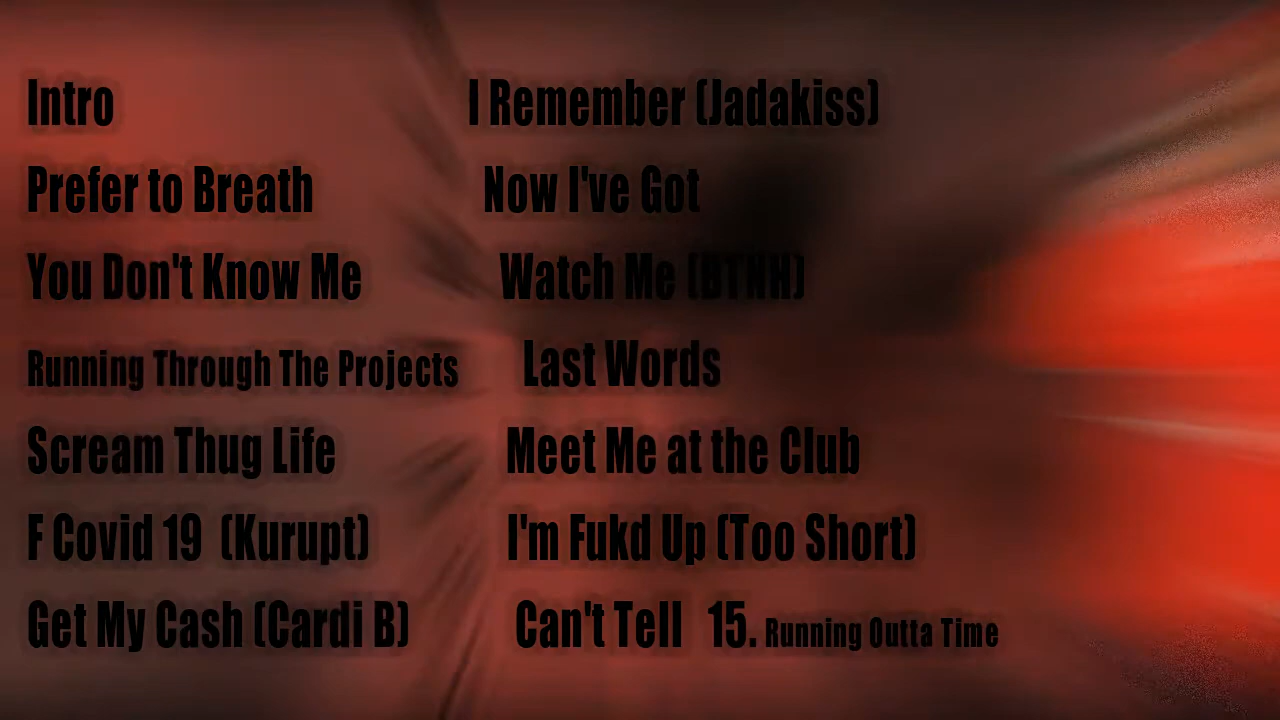 Intro
Prefer to Breath
You Don't Know Me
Running Through The Projects
Scream Thug Life
F Covid 19 (Kurupt)
Get My Cash (Cardi B)
I Remember (Jadakiss)
Now I've Got
Watch Me (BTNH)
Last Words
Meet Me at the Club
I'm Fukd Up (Too Short)
Can't Tell 15. Running Outta Time